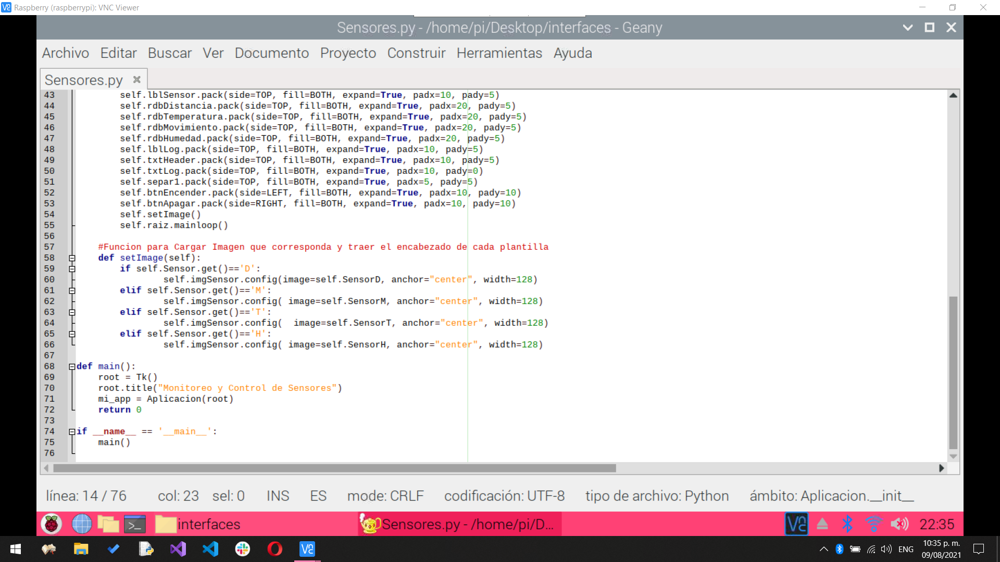 Raspberry (raspberrypi): VNC Viewer
Sensores.py - /home/pi/Desktop/interfaces - Geany
Archivo Editar Buscar Ver Documento Proyecto Construir Herramientas Ayuda
Sensores.py
43 self.lblSensor.pack(side=TOP, fill=BOTH, expand=True, padx=10, pady=5)
44 self.rdbDistancia.pack(side=TOP, fill=BOTH, expand=True, padx=20, pady=5)
45 self.rdbTemperatura.pack(side=TOP, fill=BOTH, expand=True, padx=20, pady=5)
46 self.rdbMovimiento.pack(side=TOP, fill=BOTH, expand=True, padx=20, pady=5)
47 self.rdbHumedad.pack(side=TOP, fill=BOTH, expand=True, padx=20, pady=5)
48 self.lblLog.pack(side=TOP, fill=BOTH, expand=True, padx=10, pady=5)
49 self.txtHeader.pack(side=TOP, fill=BOTH, expand=True, padx=10, pady=5)
50 self.txtLog.pack(side=TOP, fill=BOTH, expand=True, padx=10, pady=0)
51 self.separ1.pack(side=TOP, fill=BOTH, expand=True, padx=5, pady=5)
52 self.btnEncender.pack(side=LEFT, fill=BOTH, expand=True, padx=10, pady=10)
53 self.btnApagar.pack(side=RIGHT, fill=BOTH, expand=True, padx=10, pady=10)
54 self.setImage()
55 self.raiz.mainloop()
56
57 #Funcion para Cargar Imagen que corresponda y traer el encabezado de cada plantilla
58 def setImage(self):
59 if self.Sensor.get()=='D':
60 self.imgSensor.config(image=self.SensorD, anchor="center", width=128)
61 elif self.Sensor.get()=='M':
62 self.imgSensor.config( image=self.SensorM, anchor="center", width=128)
63 elif self.Sensor.get()=='T':
64 self.imgSensor.config(  image=self.SensorT, anchor="center", width=128)
65 elif self.Sensor.get()=='H':
66 self.imgSensor.config( image=self.SensorH, anchor="center", width=128)
67
68 def main():
69 root = Tk()
70 root.title("Monitoreo y Control de Sensores")
71 mi_app = Aplicacion(root)
72 return 0
73
74 if __name__ == '__main__':
75 main()
76
línea: 14 / 76 col: 23 sel: 0 INS ES mode: CRLF codificación: UTF-8 tipo de archivo: Python ámbito: Aplicacion.__init__
interfaces Sensores.py - /home/pi/D... 22:35
ENG 10:35 p. m.
09/08/2021